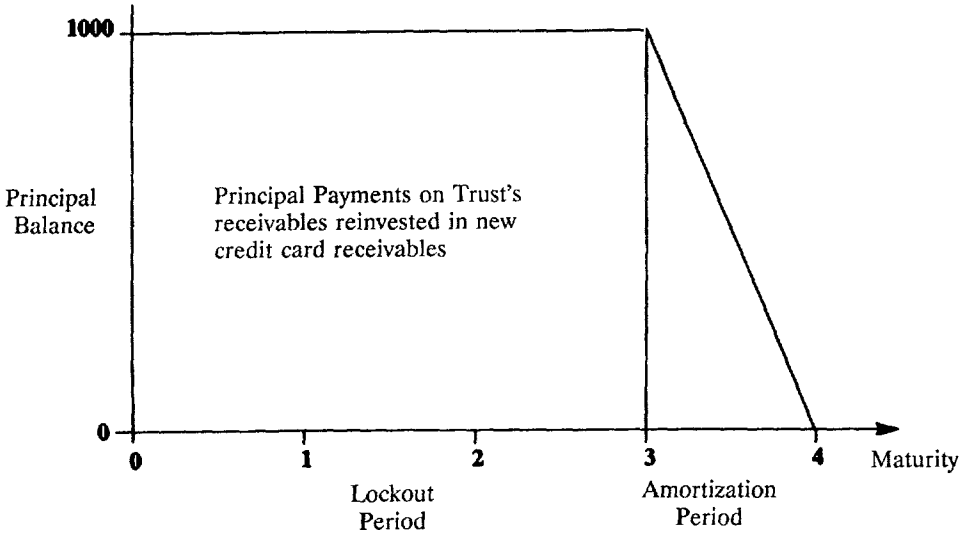 1000
Principal
Balance
Principal Payments on Trust's
receivables reinvested in new
credit card receivables
0
0 1 2 3 4 Maturity
Lockout
Period
Amortization
Period